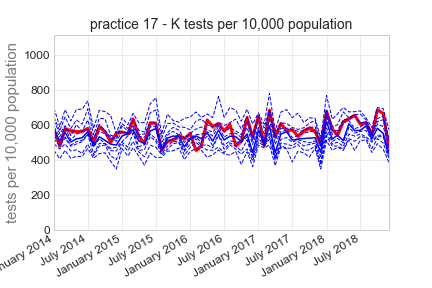 practice 17 - K tests per 10,000 population
tests per 10,000 population
1000
800
600
400
200
0
nuary 2014
July 2014
January 2015
July 2015
January 2016
July 2016
January 2017
July 2017
January 2018
July 2018